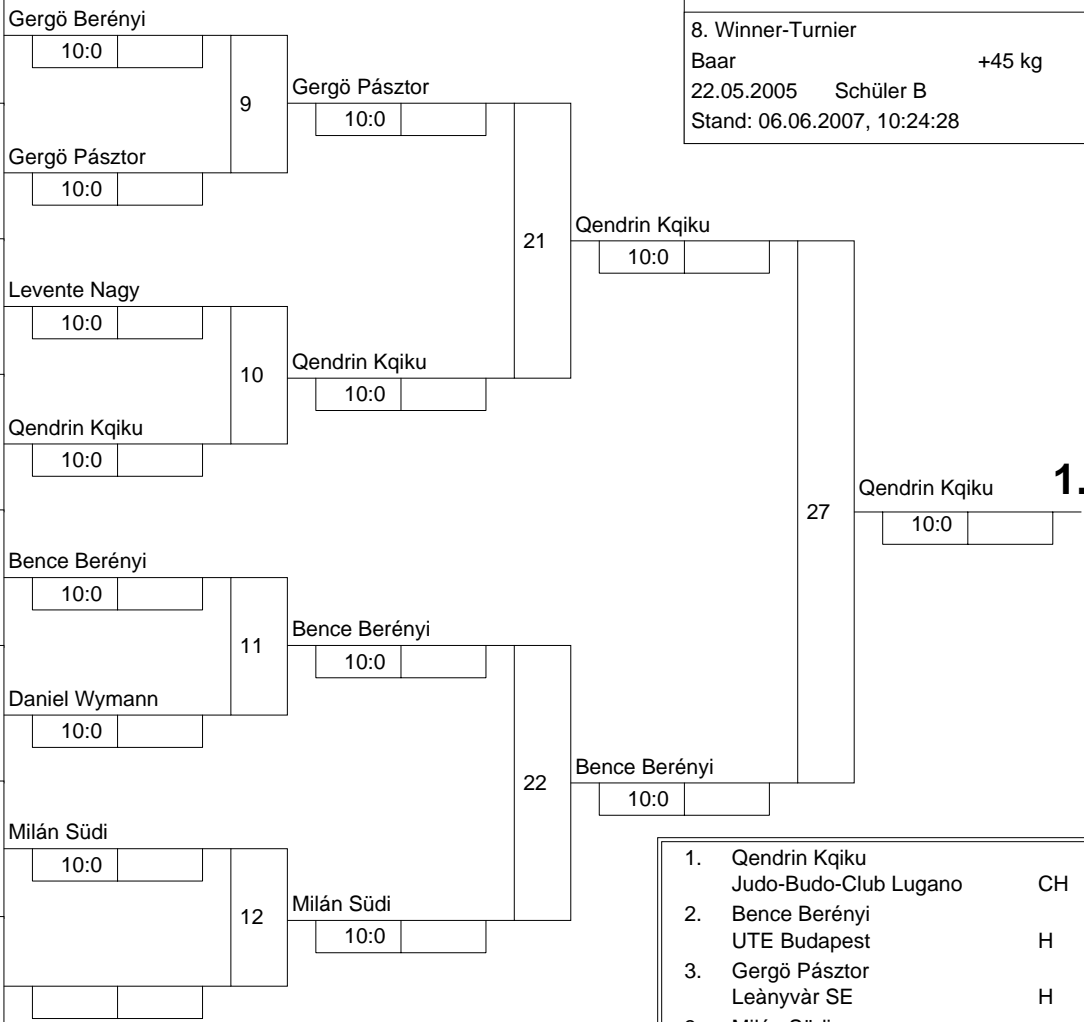 Gergö Berényi
10:0
9
Gergö Pásztor
10:0
Gergö Pásztor
10:0
Levente Nagy
10:0
10
Qendrin Kqiku
10:0
Qendrin Kqiku
10:0
21
Qendrin Kqiku
10:0
Bence Berényi
10:0
11
Daniel Wymann
10:0
Bence Berényi
10:0
Milán Südi
10:0
12
Milán Südi
10:0
22
Bence Berényi
10:0
27
Qendrin Kqiku 1.
10:0
8. Winner-Turnier
Baar +45 kg
22.05.2005 Schüler B
Stand: 06.06.2007, 10:24:28
1. Qendrin Kqiku
Judo-Budo-Club Lugano CH
2. Bence Berényi
UTE Budapest H
3. Gergö Pásztor
Leànyvàr SE H
3. Milán Südi